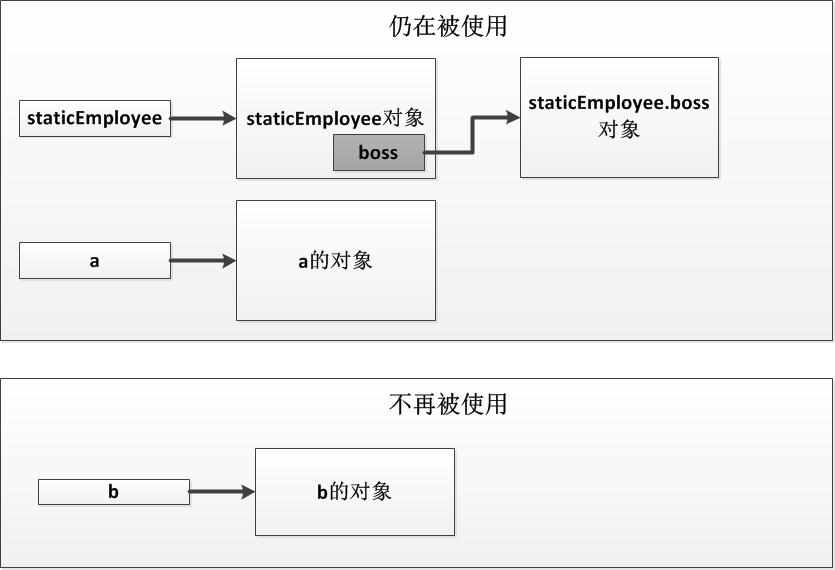 仍在被使用
staticEmployee
staticEmployee对象
boss
staticEmployee.boss
对象
a
a的对象
不再被使用
b
b的对象